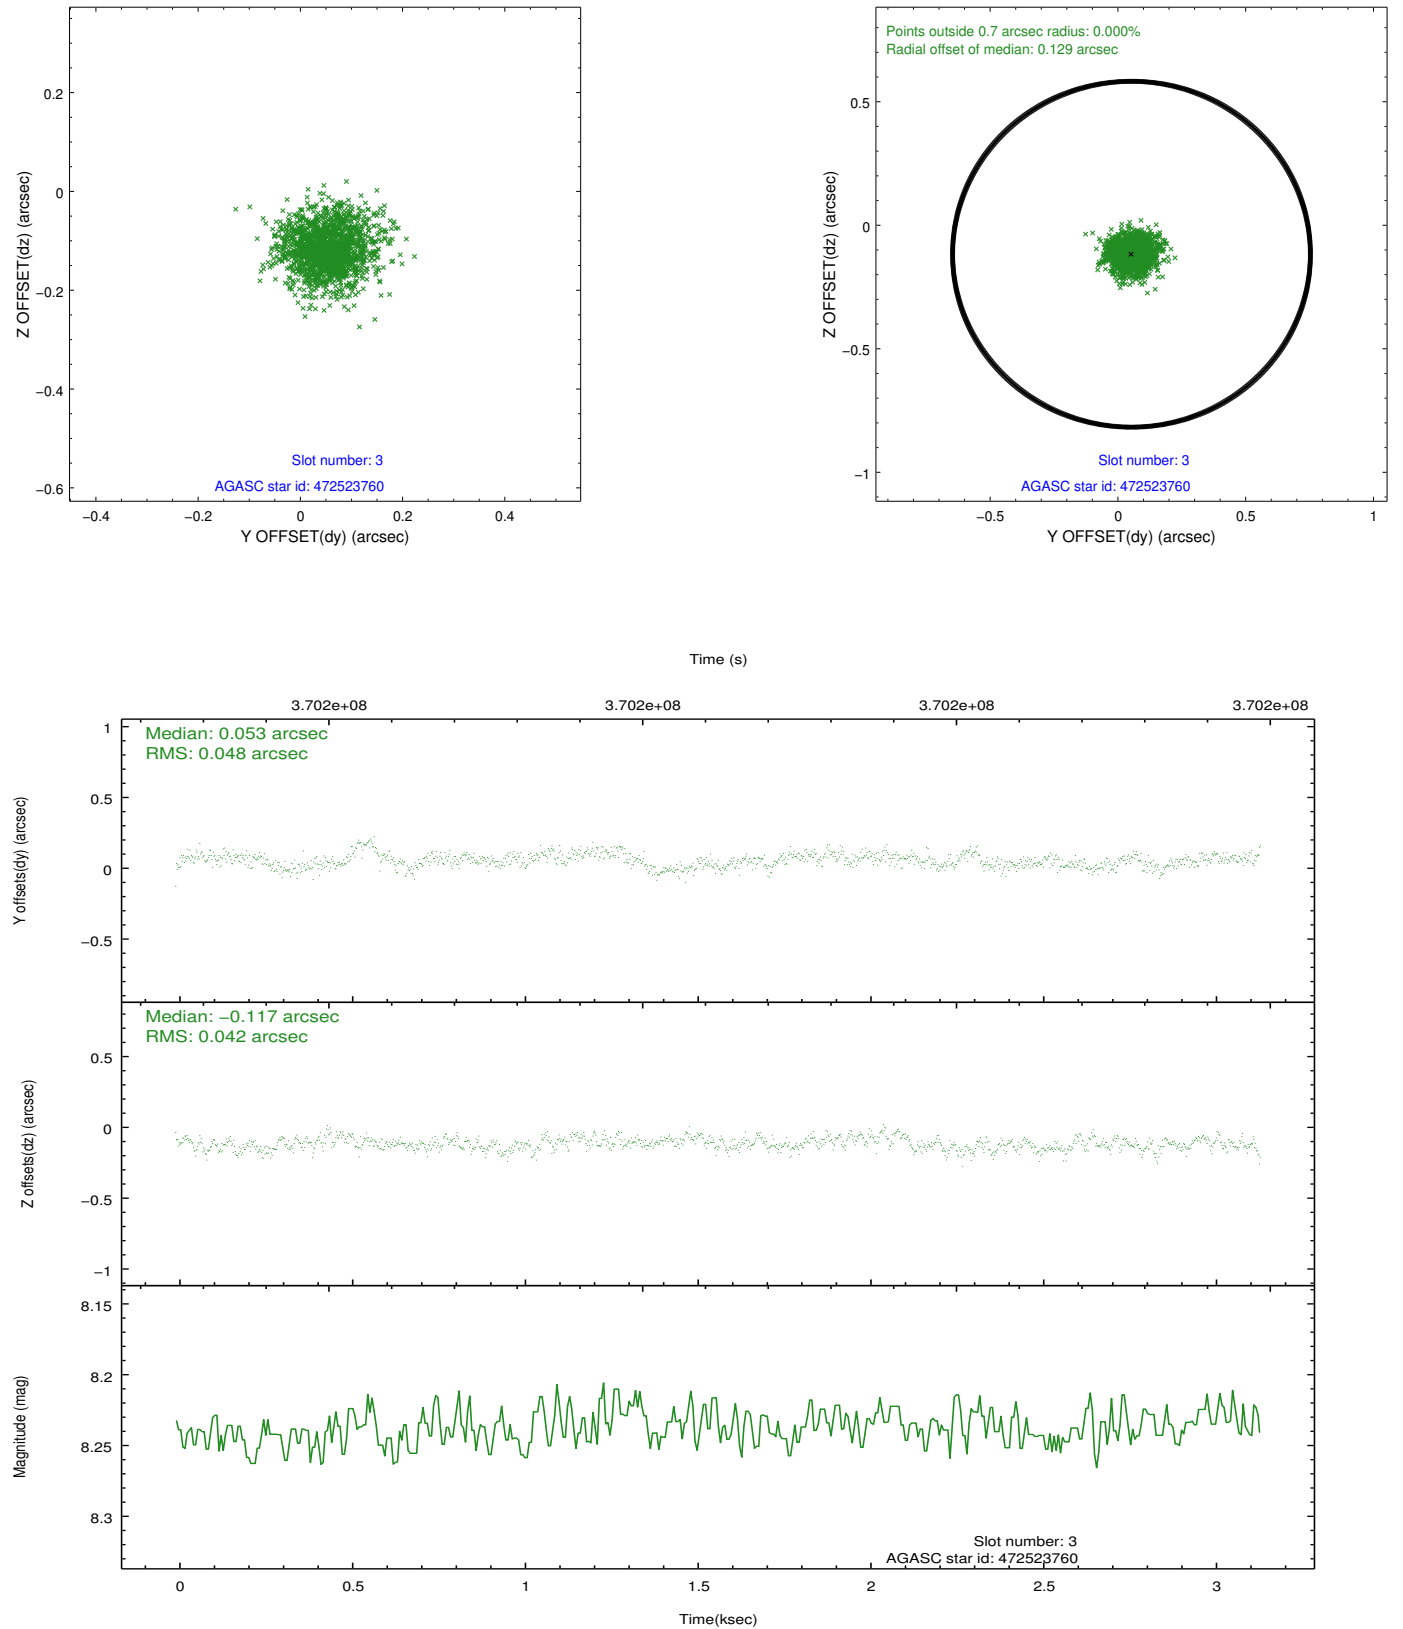 0.2
0
−0.2
−0.4
−0.6
Z OFFSET(dz) (arcsec)
Slot number: 3
AGASC star id: 472523760
−0.4 −0.2 0 0.2 0.4
Y OFFSET(dy) (arcsec)
Points outside 0.7 arcsec radius: 0.000%
Radial offset of median: 0.129 arcsec
0.5
0
−0.5
−1
Z OFFSET(dz) (arcsec)
Slot number: 3
AGASC star id: 472523760
−0.5 0 0.5 1
Y OFFSET(dy) (arcsec)
Time (s)
3.702e+08 3.702e+08 3.702e+08 3.702e+08
Median: 0.053 arcsec
RMS: 0.048 arcsec
1
0.5
0
−0.5
Y offsets(dy) (arcsec)
Median: −0.117 arcsec
RMS: 0.042 arcsec
0.5
0
−0.5
−1
Z offsets(dz) (arcsec)
8.15
8.2
8.25
8.3
Magnitude (mag)
Slot number: 3
AGASC star id: 472523760
0 0.5 1 1.5 2 2.5 3
Time(ksec)